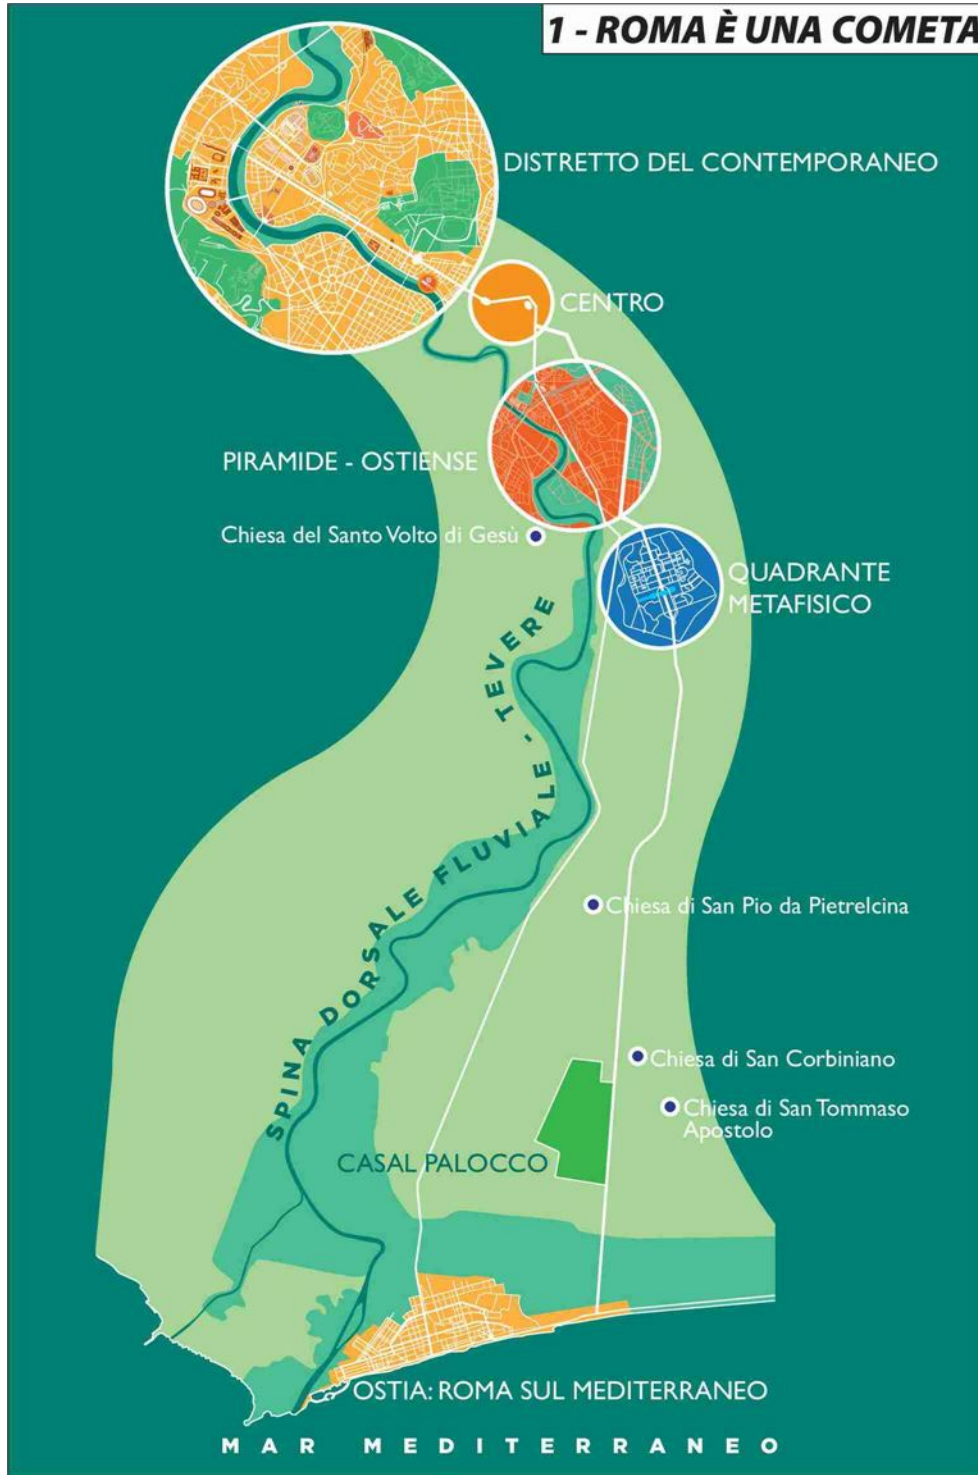 1 - ROMA È UNA COMETA
DISTRETTO DEL CONTEMPORANEO
CENTRO
PIRAMIDE - OSTIENSE
Chiesa del Santo Volto di Gesù
QUADRANTE
METAFISICO
SPINA DORSALE FLUVIALE - TEVERE
Chiesa di San Pio da Pietrelcina
Chiesa di San Corbiniano
Chiesa di San Tommaso
Apostolo
CASAL PALOCCO
OSTIA: ROMA SUL MEDITERRANEO
MAR MEDITERRANEO